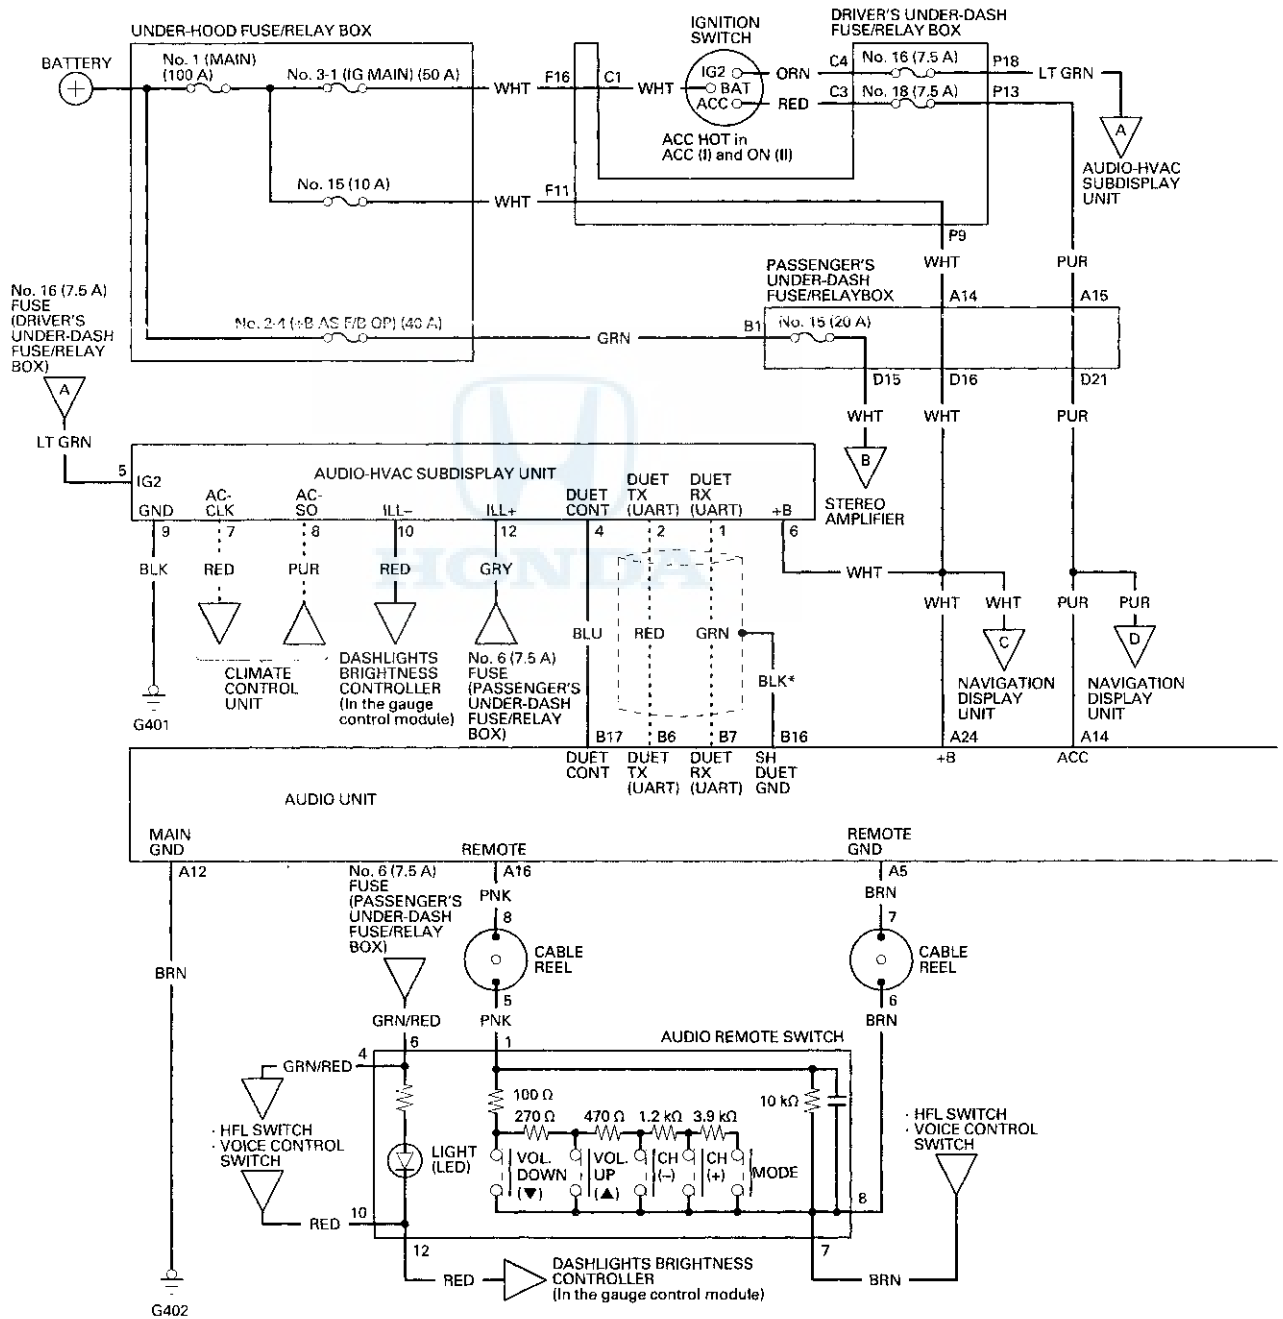 UNDER-HOOD FUSE/RELAY BOX
IGNITION
SWITCH
DRIVER'S UNDER-DASH
FUSE/RELAY BOX
BATTERY
No. 1 (MAIN)
(100 A)
No. 3-1 (IG MAIN) (50 A)
WHT
F16
C1
WHT
IG2
BAT
ACC
ORN
RED
C4
C3
No. 16 (7.5 A)
No. 18 (7.5 A)
P18
P13
LT GRN
A
ACC HOT in
ACC (I) and ON (II)
AUDIO-HVAC
SUBDISPLAY
UNIT
No. 15 (10 A)
WHT
F11
P9
WHT
PUR
PASSENGER'S
UNDER-DASH
FUSE/RELAYBOX
A14
A15
No. 16 (7.5 A)
FUSE
(DRIVER'S
UNDER-DASH
FUSE/RELAY
BOX)
No. 2-4 (+B AS F/B OP) (40 A)
GRN
B1
No. 15 (20 A)
D15
D16
D21
A
LT GRN
WHT
WHT
PUR
B
STEREO
AMPLIFIER
5
IG2
AUDIO-HVAC SUBDISPLAY UNIT
GND
AC-
CLK
AC-
SO
ILL–
ILL+
DUET
CONT
DUET
TX
(UART)
DUET
RX
(UART)
+B
9
7
8
10
12
4
2
1
6
HONDA
BLK
RED
PUR
RED
GRY
WHT
BLU
RED
GRN
WHT
WHT
PUR
PUR
C
D
CLIMATE
CONTROL
UNIT
DASHLIGHTS
BRIGHTNESS
CONTROLLER
(In the gauge
control module)
No. 6 (7.5 A)
FUSE
(PASSENGER'S
UNDER-DASH
FUSE/RELAY
BOX)
BLK*
NAVIGATION
DISPLAY
UNIT
NAVIGATION
DISPLAY
UNIT
G401
B17
B6
B7
B16
A24
A14
DUET
CONT
DUET
TX
(UART)
DUET
RX
(UART)
SH
DUET
GND
+B
ACC
AUDIO UNIT
MAIN
GND
REMOTE
REMOTE
GND
A12
A16
A5
No. 6 (7.5 A)
FUSE
(PASSENGER'S
UNDER-DASH
FUSE/RELAY
BOX)
PNK
8
CABLE
REEL
5
PNK
BRN
7
CABLE
REEL
6
BRN
BRN
GRN/RED
6
1
AUDIO REMOTE SWITCH
GRN/RED
4
100 Ω
270 Ω
470 Ω
1.2 kΩ
3.9 kΩ
10 kΩ
· HFL SWITCH
· VOICE CONTROL
SWITCH
· HFL SWITCH
· VOICE CONTROL
SWITCH
LIGHT
(LED)
VOL.
DOWN
(▼)
VOL.
UP
(▲)
CH
(–)
CH
(+)
MODE
8
RED
10
12
7
RED
DASHLIGHTS BRIGHTNESS
CONTROLLER
(In the gauge control module)
BRN
G402